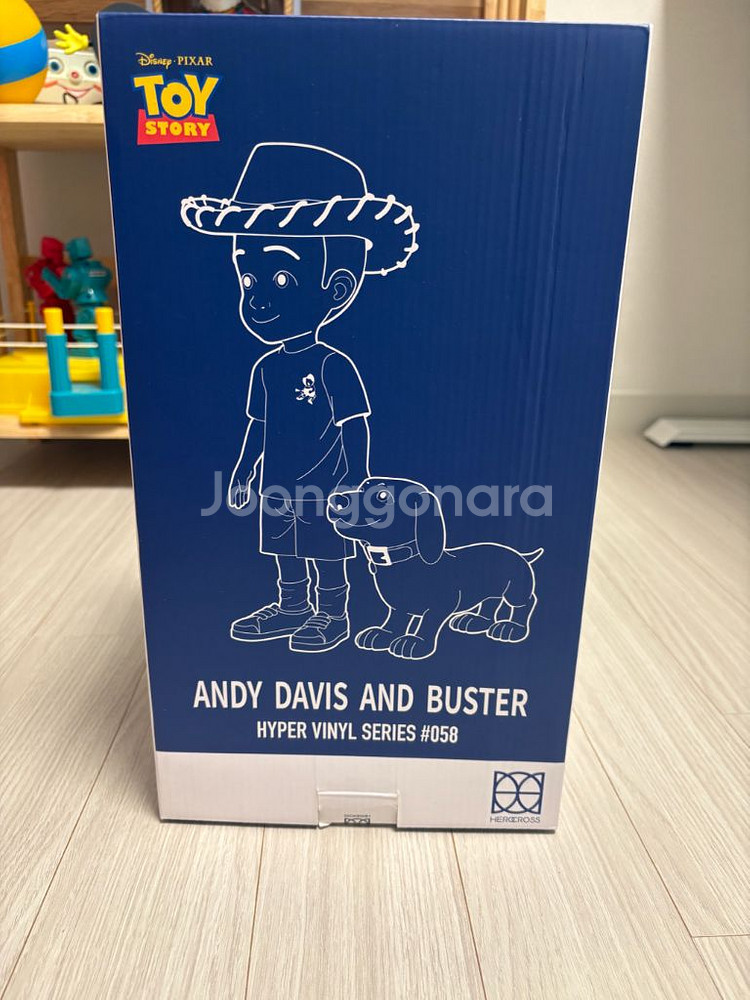 Disney · PIXAR
TOY
STORY
Joonggonara
ANDY DAVIS AND BUSTER
HYPER VINYL SERIES #058
HEROCROSS